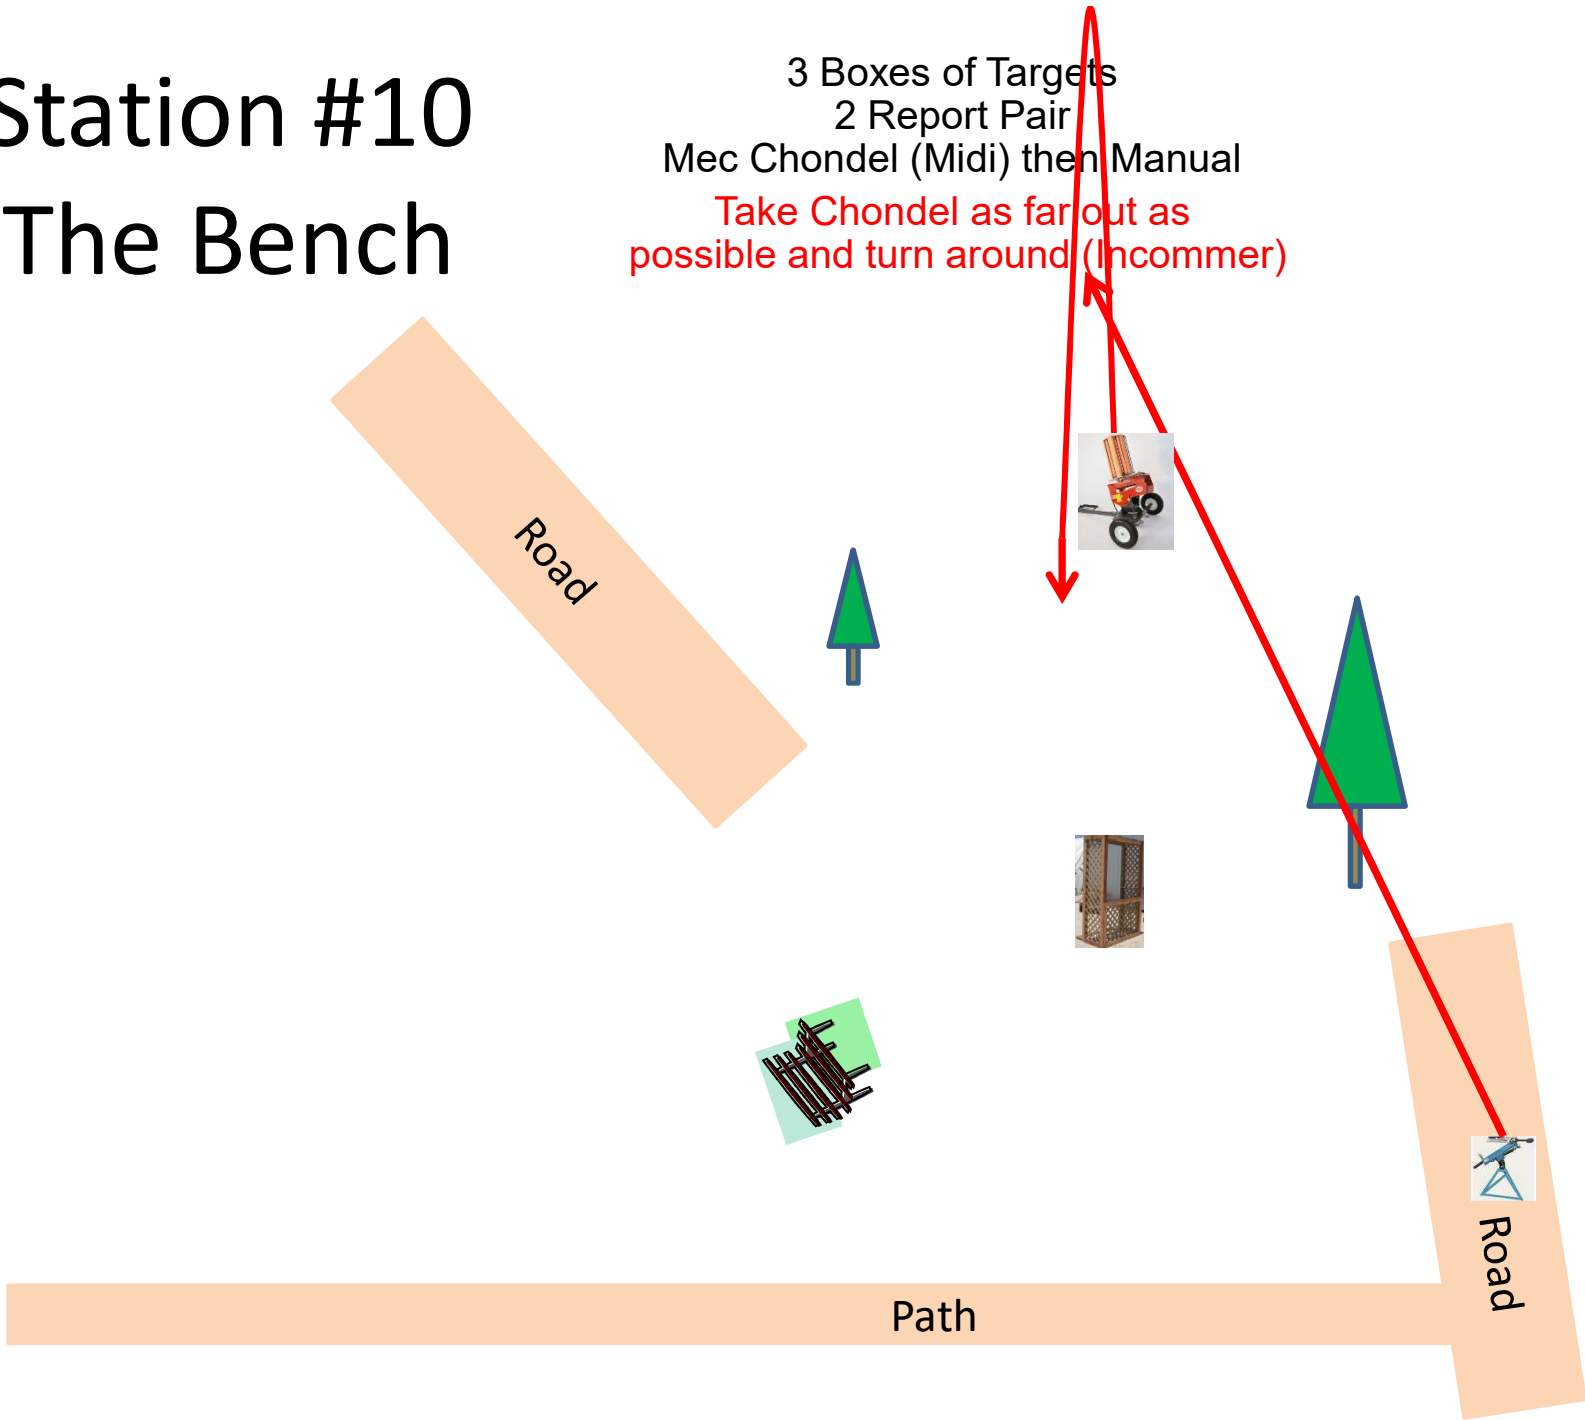 Station #10
The Bench
3 Boxes of Targets
2 Report Pair
Mec Chondel (Midi) then Manual
Take Chondel as far out as
possible and turn around (Incommer)
Road
Road
Path